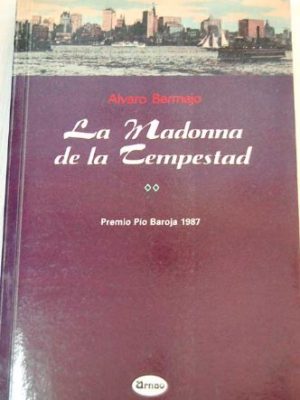 Alvaro Bermejo
La Madonna
de la Tempestad
Premio Pío Baroja 1987
arnao